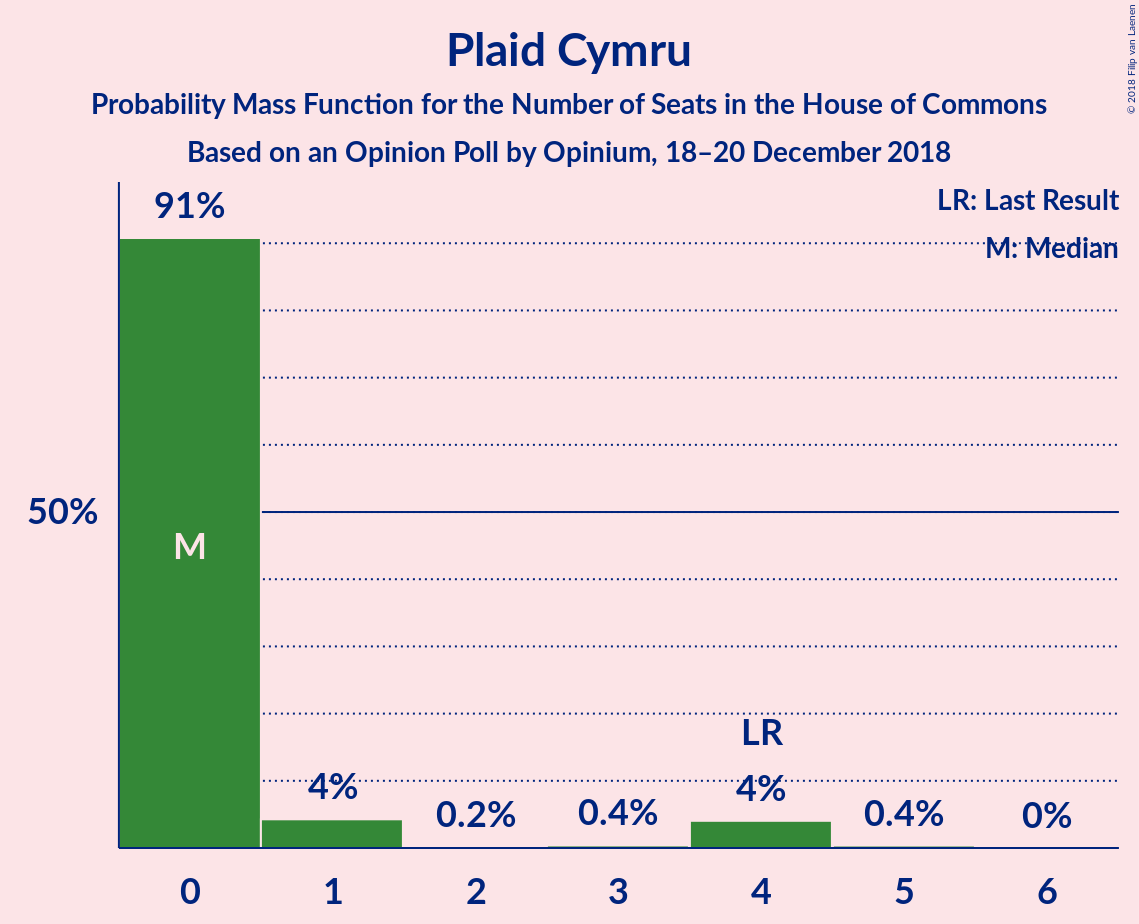 Plaid Cymru
Probability Mass Function for the Number of Seats in the House of Commons
Based on an Opinion Poll by Opinium, 18–20 December 2018
© 2018 Filip van Laenen
LR: Last Result
M: Median
91%
50%
M
LR
4%
0.2%
0.4%
4%
0.4%
0%
0 1 2 3 4 5 6